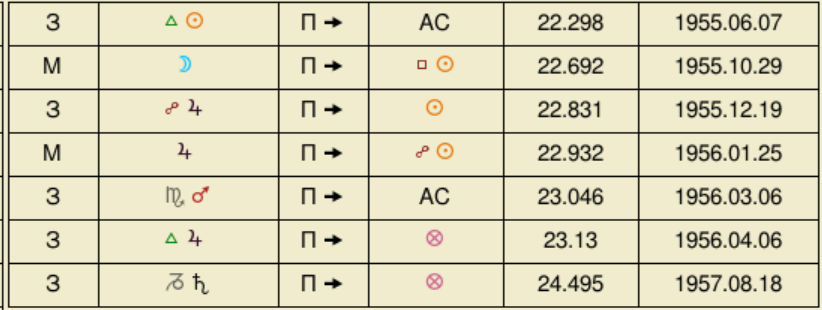 З △ ☉ П → AC 22.298 1955.06.07
М ☽ П → □ ☉ 22.692 1955.10.29
З ☍ ♃ П → ☉ 22.831 1955.12.19
М ♃ П → ☍ ☉ 22.932 1956.01.25
З ♏ ♂ П → AC 23.046 1956.03.06
З △ ♃ П → ⊗ 23.13 1956.04.06
З ♑ ♄ П → ⊗ 24.495 1957.08.18